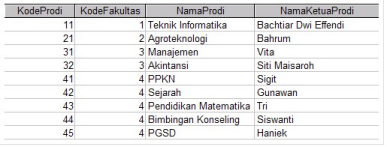 KodeProdi KodeFakultas NamaProdi NamaKetuaProdi
11 1 Teknik Informatika Bachtiar Dwi Effendi
21 2 Agroteknologi Bahrum
31 3 Manajemen Vita
32 3 Akintansi Siti Maisaroh
41 4 PPKN Sigit
42 4 Sejarah Gunawan
43 4 Pendidikan Matematika Tri
44 4 Bimbingan Konseling Siswanti
45 4 PGSD Haniek